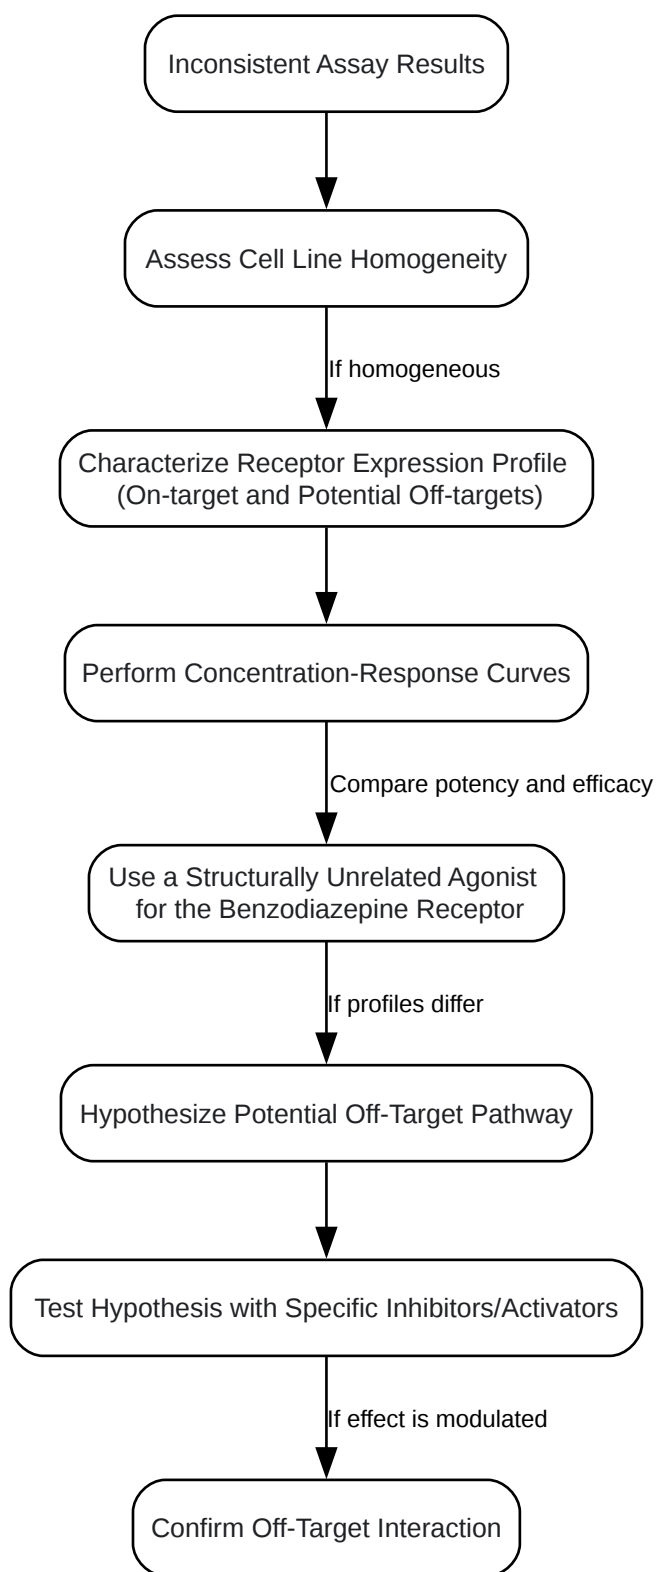 Inconsistent Assay Results
Assess Cell Line Homogeneity
If homogeneous
Characterize Receptor Expression Profile
(On-target and Potential Off-targets)
Perform Concentration-Response Curves
Compare potency and efficacy
Use a Structurally Unrelated Agonist
for the Benzodiazepine Receptor
If profiles differ
Hypothesize Potential Off-Target Pathway
Test Hypothesis with Specific Inhibitors/Activators
If effect is modulated
Confirm Off-Target Interaction